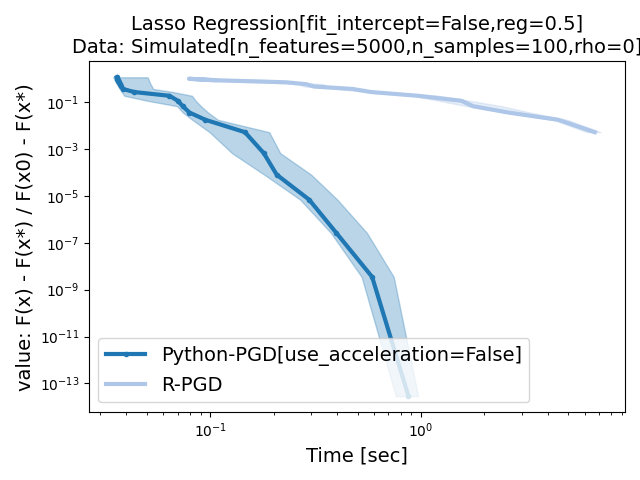 Lasso Regression[fit_intercept=False,reg=0.5]
Data: Simulated[n_features=5000,n_samples=100,rho=0]
value: F(x) - F(x*) / F(x0) - F(x*)
10⁻¹
10⁻³
10⁻⁵
10⁻⁷
10⁻⁹
10⁻¹¹
10⁻¹³
Python-PGD[use_acceleration=False]
R-PGD
10⁻¹
10⁰
Time [sec]